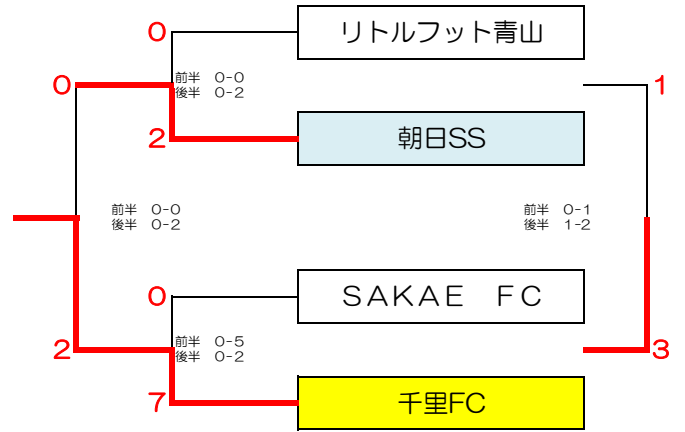 0
リトルフット青山
0
前半 0-0
後半 0-2
1
2
朝日SS
前半 0-0
後半 0-2
前半 0-1
後半 1-2
0
SAKAE FC
2
前半 0-5
後半 0-2
3
7
千里FC